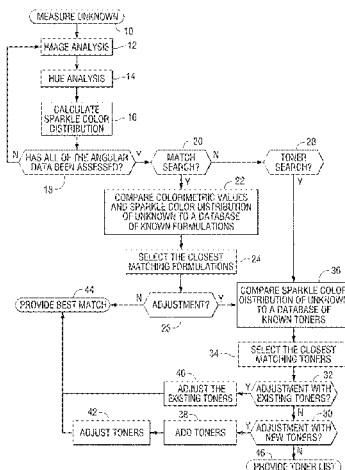 MEASURE UNKNOWN
10
IMAGE ANALYSIS
12
HUE ANALYSIS
14
CALCULATE
SPARKLE COLOR
DISTRIBUTION
16
HAS ALL OF THE ANGULAR
DATA BEEN ASSESSED?
N
Y
18
MATCH
SEARCH?
20
N
Y
TONER
SEARCH?
28
Y
COMPARE COLORIMETRIC VALUES
AND SPARKLE COLOR DISTRIBUTION
OF UNKNOWN TO A DATABASE
OF KNOWN FORMULATIONS
22
SELECT THE CLOSEST
MATCHING FORMULATIONS
24
44
PROVIDE BEST MATCH
N
ADJUSTMENT?
Y
36
COMPARE SPARKLE COLOR
DISTRIBUTION OF UNKNOWN
TO A DATABASE OF
KNOWN TONERS
34
SELECT THE CLOSEST
MATCHING TONERS
40
ADJUST THE
EXISTING TONERS
Y
32
ADJUSTMENT WITH
EXISTING TONERS?
N
42
ADJUST TONERS
38
ADD TONERS
Y
30
ADJUSTMENT WITH
NEW TONERS?
N
46
PROVIDE TONER LIST